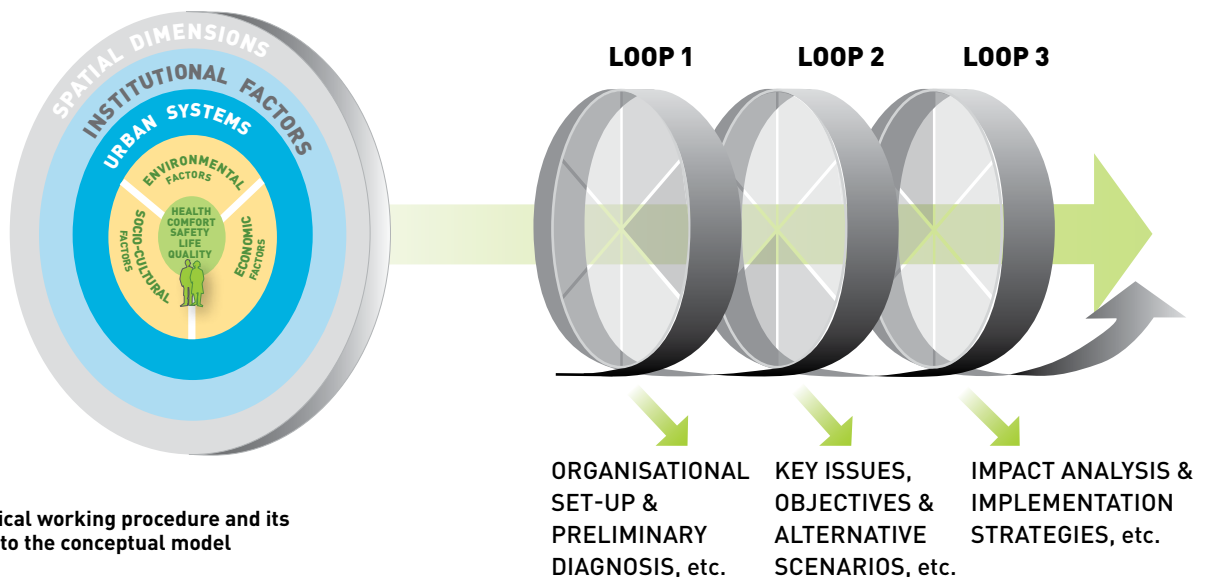 SPATIAL DIMENSIONS
INSTITUTIONAL FACTORS
URBAN SYSTEMS
ENVIRONMENTAL
FACTORS
SOCIO-CULTURAL
FACTORS
ECONOMIC
FACTORS
HEALTH
COMFORT
SAFETY
LIFE
QUALITY
LOOP 1
LOOP 2
LOOP 3
ORGANISATIONAL
SET-UP &
PRELIMINARY
DIAGNOSIS, etc.
KEY ISSUES,
OBJECTIVES &
ALTERNATIVE
SCENARIOS, etc.
IMPACT ANALYSIS &
IMPLEMENTATION
STRATEGIES, etc.
ical working procedure and its
to the conceptual model